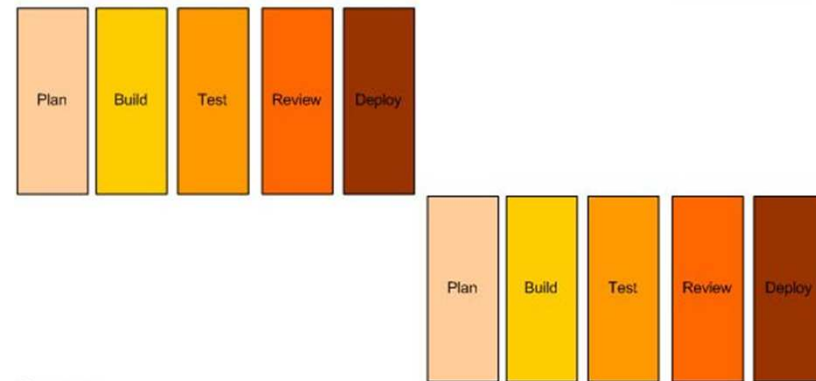 Plan
Build
Test
Review
Deploy
Plan
Build
Test
Review
Deploy